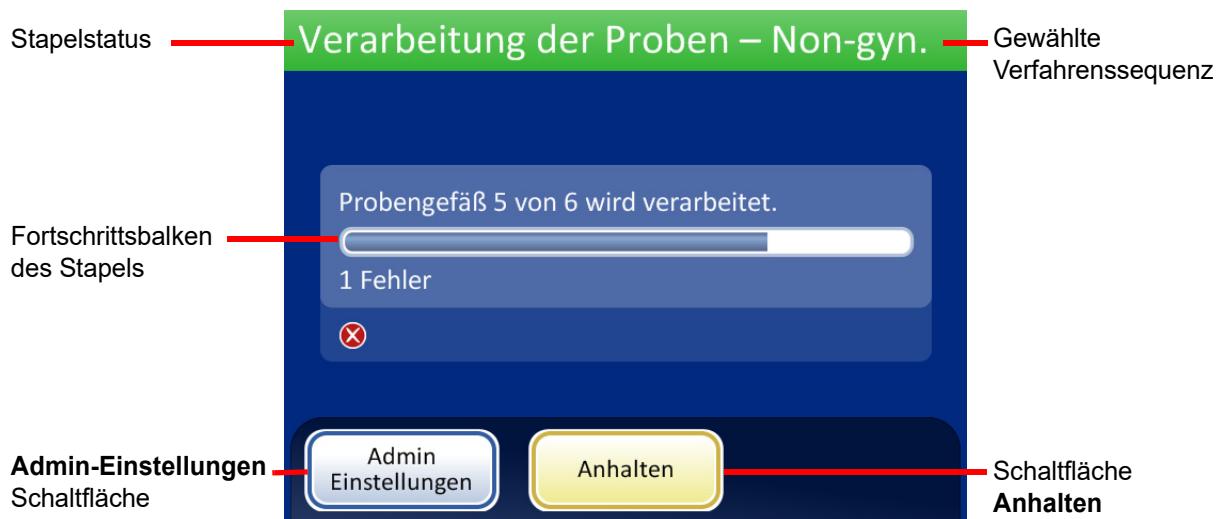 Stapelstatus
Verarbeitung der Proben – Non-gyn.
Gewählte
Verfahrenssequenz
Probengefäß 5 von 6 wird verarbeitet.
Fortschrittsbalken
des Stapels
1 Fehler
Admin-Einstellungen
Schaltfläche
Admin
Einstellungen
Anhalten
Schaltfläche
Anhalten